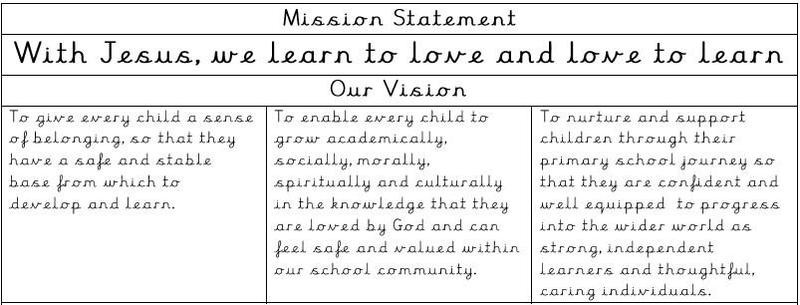 Mission Statement
With Jesus, we learn to love and love to learn
Our Vision
To give every child a sense
of belonging, so that they
have a safe and stable
base from which to
develop and learn.
To enable every child to
grow academically,
socially, morally,
spiritually and culturally
in the knowledge that they
are loved by God and can
feel safe and valued within
our school community.
To nurture and support
children through their
primary school journey so
that they are confident and
well equipped to progress
into the wider world as
strong, independent
learners and thoughtful,
caring individuals.